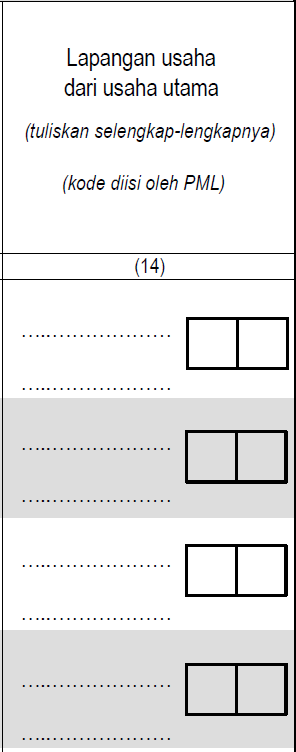 Lapangan usaha
dari usaha utama
(tuliskan selengkap-lengkapnya)
(kode diisi oleh PML)
(14)
…..………………
…..………………
…..………………
…..………………
…..………………
…..………………
…..………………
…..………………